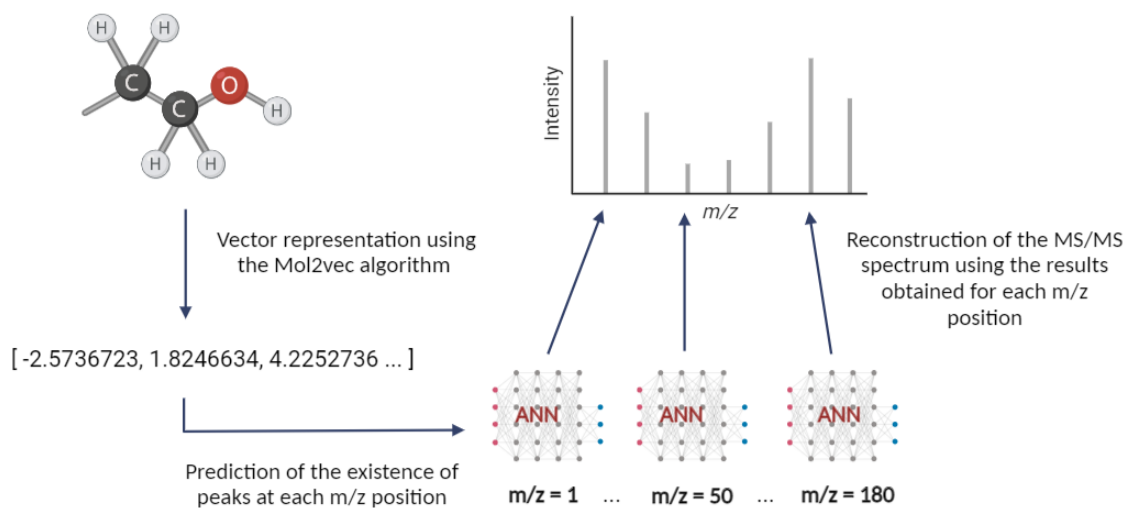 H H
C O
C H
H H
Intensity
m/z
Vector representation using
the Mol2vec algorithm
Reconstruction of the MS/MS
spectrum using the results
obtained for each m/z
position
[ -2.5736723, 1.8246634, 4.2252736 ... ]
ANN ANN ANN
Prediction of the existence of
peaks at each m/z position
m/z = 1 ... m/z = 50 ... m/z = 180